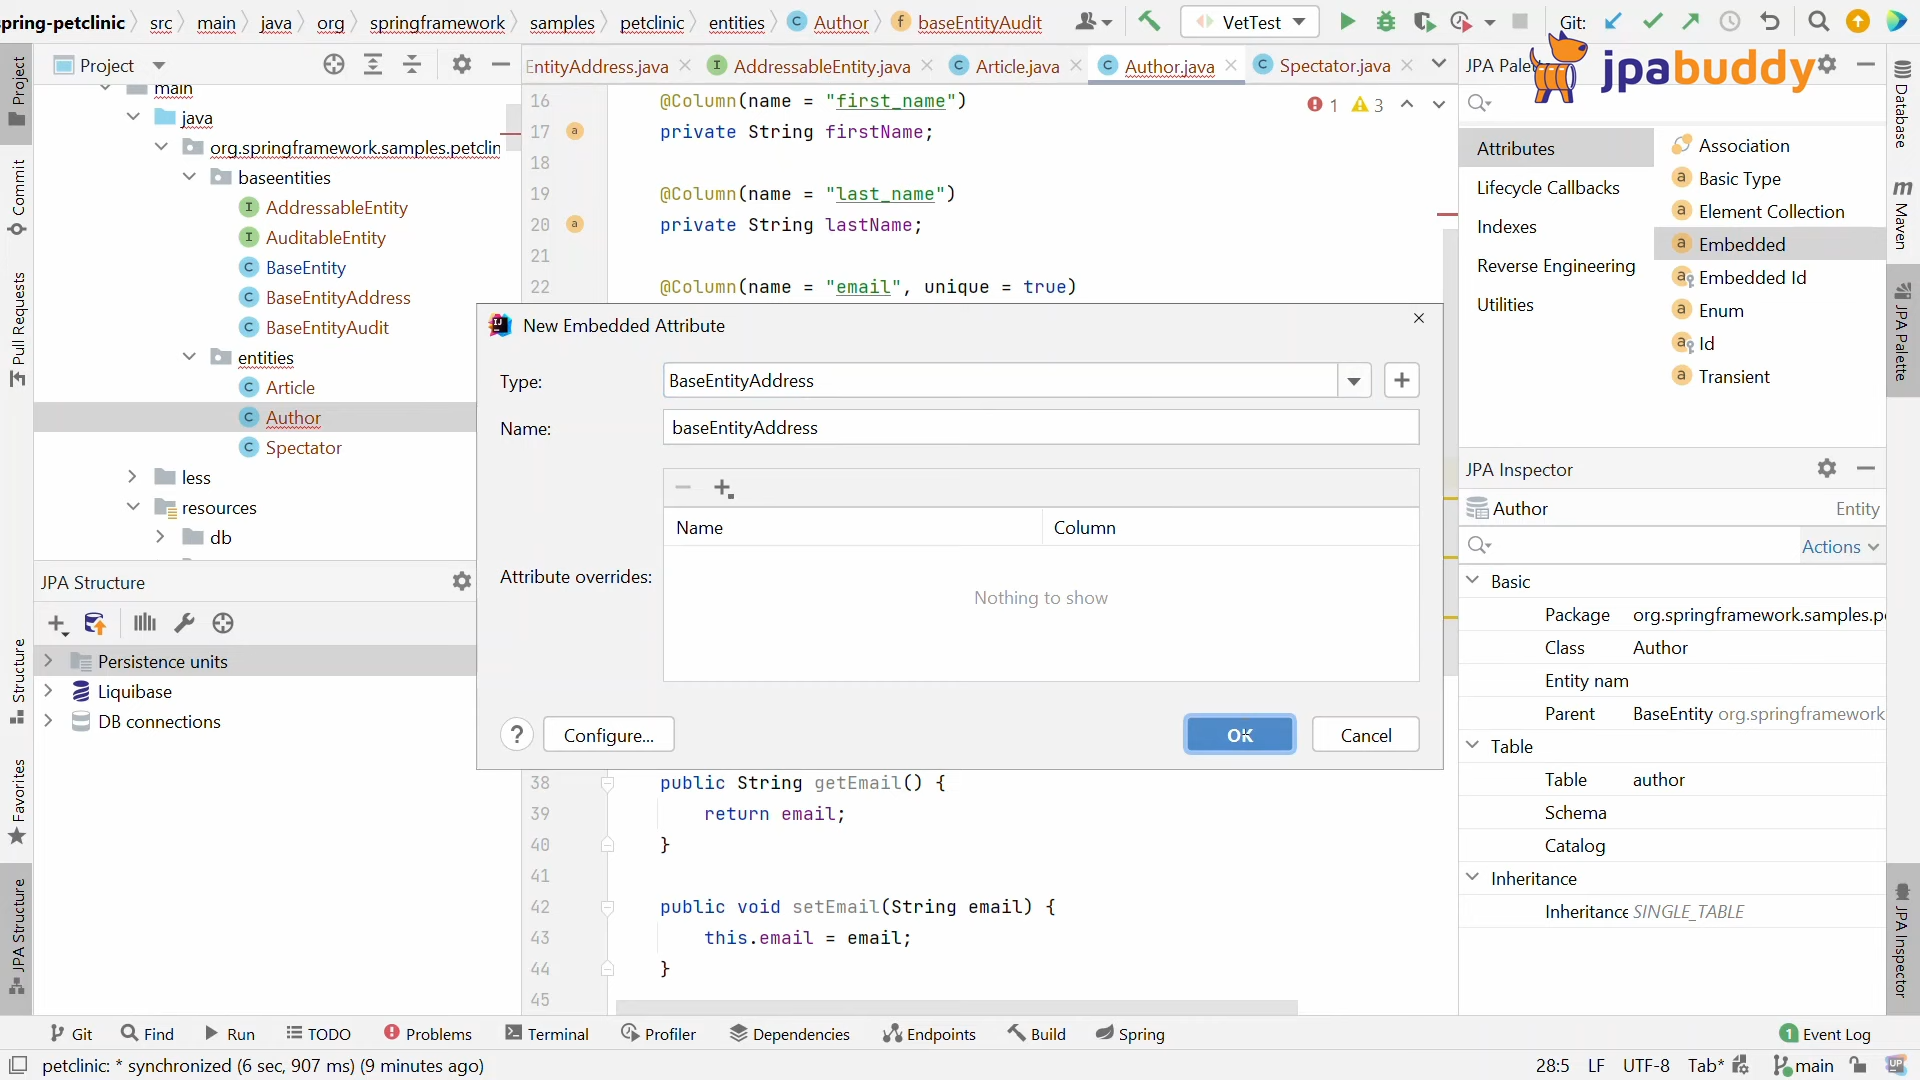 spring-petclinic src main java org springframework samples petclinic entities Author baseEntityAudit VetTest Git:
Project
EntityAddress.java AddressableEntity.java Article.java Author.java Spectator.java
JPA Pale
jpabuddy
main
java
org.springframework.samples.petclin
baseentities
AddressableEntity
AuditableEntity
BaseEntity
BaseEntityAddress
BaseEntityAudit
entities
Article
Author
Spectator
less
resources
db
16 @Column(name = "first_name")
17 private String firstName;
18
19 @Column(name = "last_name")
20 private String lastName;
21
22 @Column(name = "email", unique = true)
1 3
New Embedded Attribute
Type: BaseEntityAddress
Name: baseEntityAddress
Attribute overrides:
Name Column
Nothing to show
? Configure... OK Cancel
38 public String getEmail() {
39 return email;
40 }
41
42 public void setEmail(String email) {
43 this.email = email;
44 }
45
JPA Structure
Persistence units
Liquibase
DB connections
Attributes
Lifecycle Callbacks
Indexes
Reverse Engineering
Utilities
Association
Basic Type
Element Collection
Embedded
Embedded Id
Enum
Id
Transient
JPA Inspector
Author Entity
Actions
Basic
Package org.springframework.samples.pe
Class Author
Entity nam
Parent BaseEntity org.springframework
Table
Table author
Schema
Catalog
Inheritance
Inheritance SINGLE_TABLE
Project
Commit
Pull Requests
Structure
Favorites
JPA Structure
Database
Maven
JPA Palette
JPA Inspector
Git Find Run TODO Problems Terminal Profiler Dependencies Endpoints Build Spring 1 Event Log
petclinic: * synchronized (6 sec, 907 ms) (9 minutes ago) 28:5 LF UTF-8 Tab* main